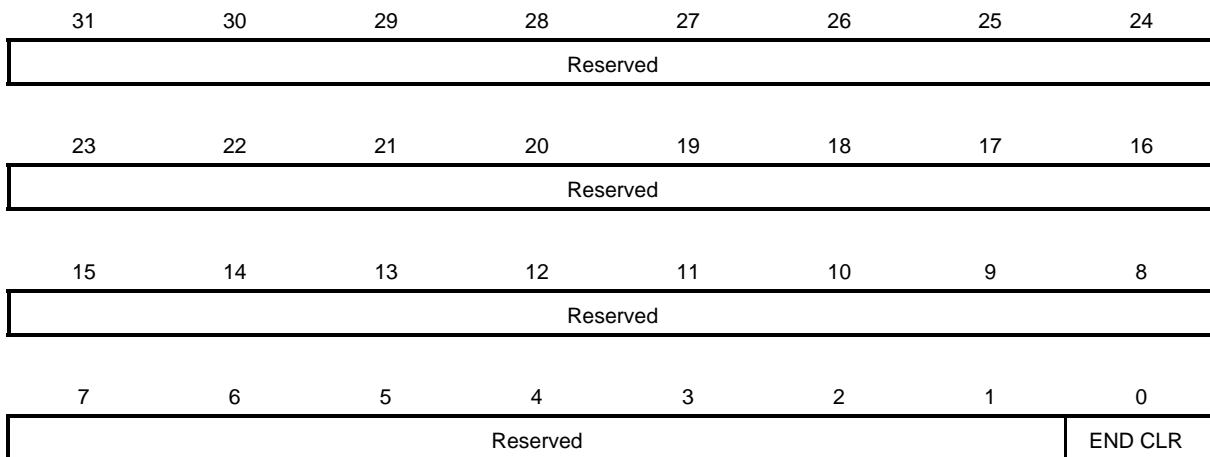 31 30 29 28 27 26 25 24
Reserved
23 22 21 20 19 18 17 16
Reserved
15 14 13 12 11 10 9 8
Reserved
7 6 5 4 3 2 1 0
Reserved END CLR